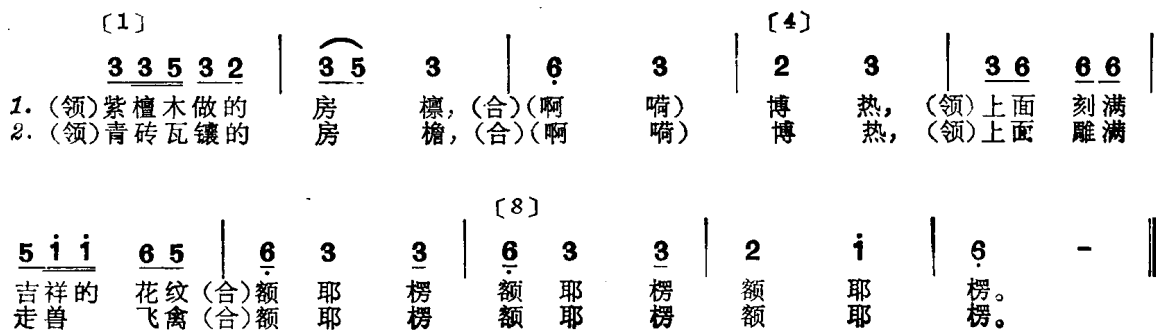 〔1〕 〔4〕
3 3 5 3 2 | 3 5 3 | 6 3 | 2 3 | 3 6 6 6 |
1. (领)紫檀木做的 房 檩,(合)(啊 嗬) 博 热,(领)上面 刻满
2. (领)青砖瓦镶的 房 檐,(合)(啊 嗬) 博 热,(领)上面 雕满
〔8〕
5 i i 6 5 | 6 3 3 | 6 3 3 | 2 i | 6 - ‖
吉祥的 花纹(合)额 耶 楞 额 耶 楞 额 耶 楞。
走兽 飞禽(合)额 耶 楞 额 耶 楞 额 耶 楞。